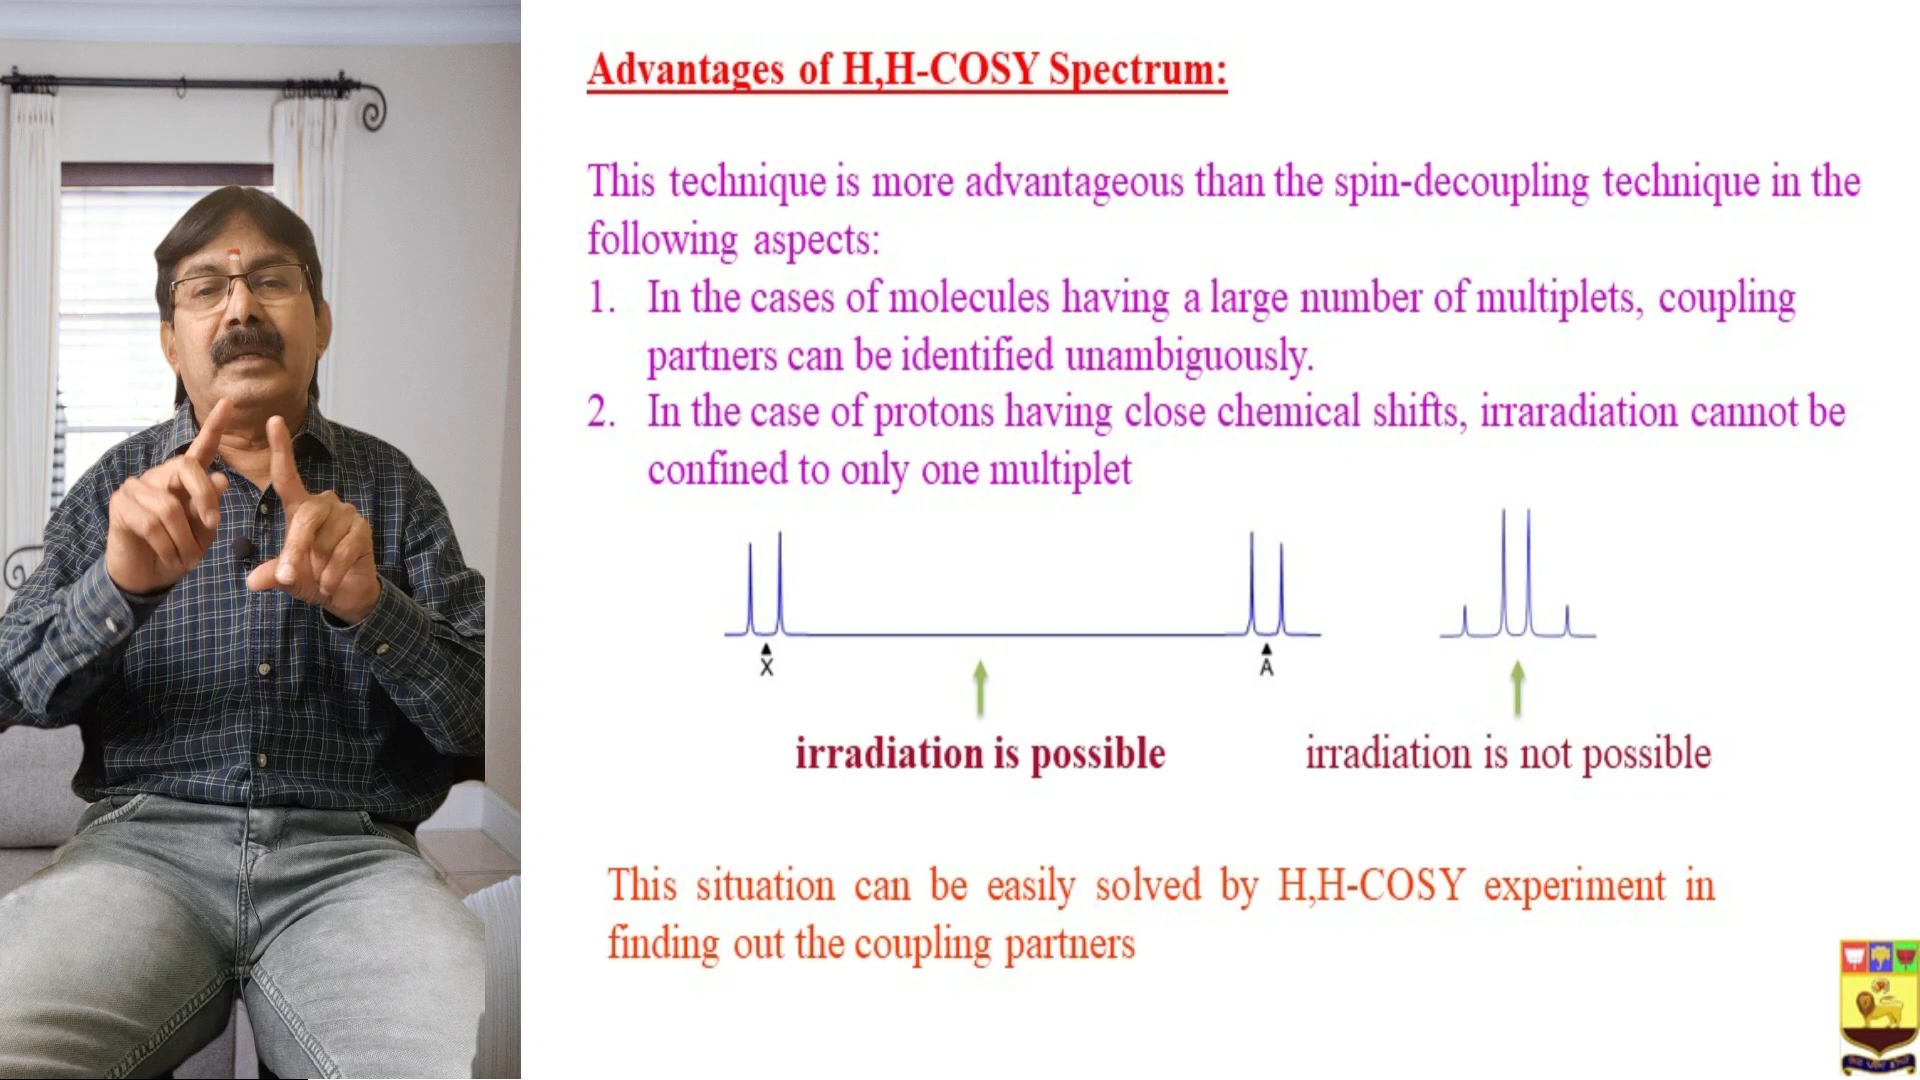 Advantages of H,H-COSY Spectrum:
This technique is more advantageous than the spin-decoupling technique in the
following aspects:
1. In the cases of molecules having a large number of multiplets, coupling
partners can be identified unambiguously.
2. In the case of protons having close chemical shifts, irraradiation cannot be
confined to only one multiplet
X
A
irradiation is possible
irradiation is not possible
This situation can be easily solved by H,H-COSY experiment in
finding out the coupling partners